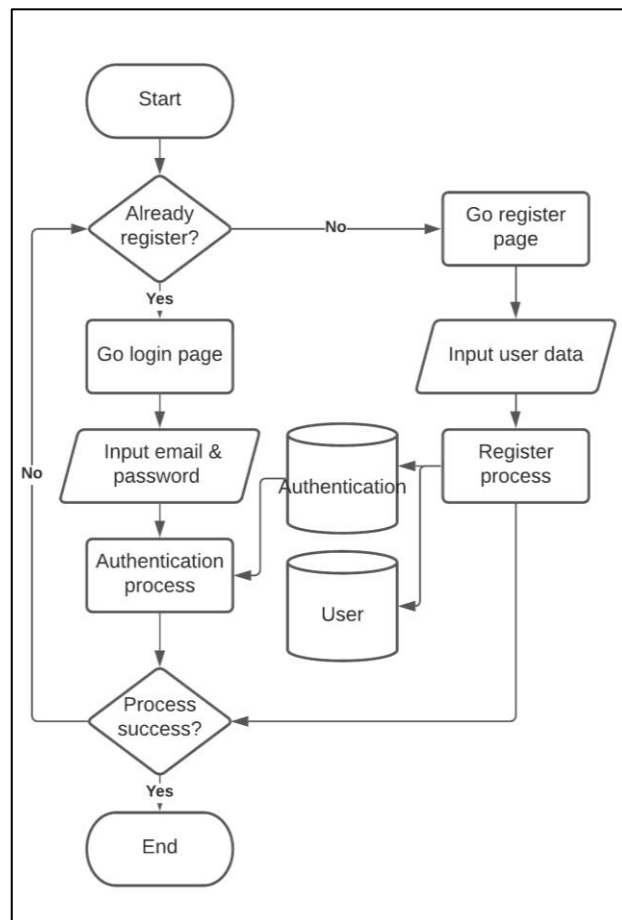 Start
Already
register?
No
Go register
page
Yes
Go login page
Input user data
Input email &
password
Authentication
Register
process
No
Authentication
process
User
Process
success?
Yes
End